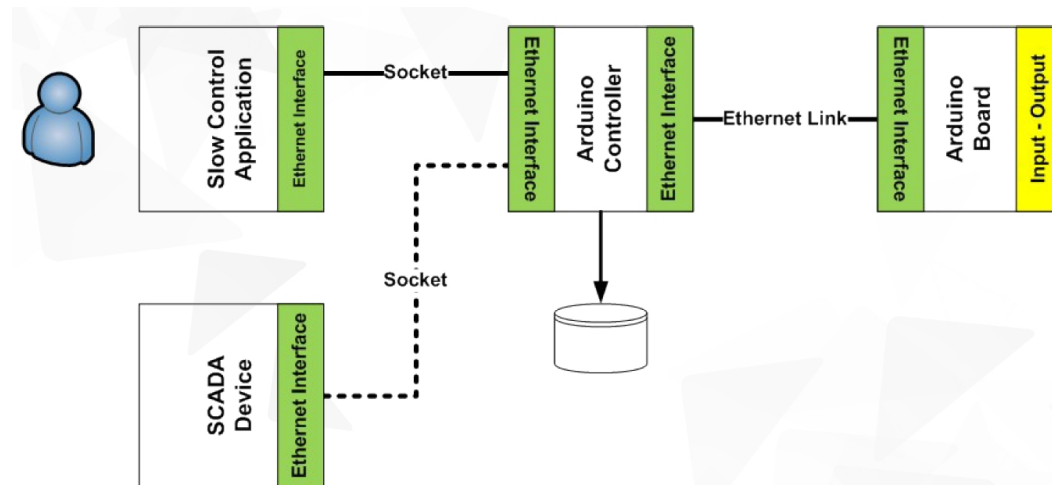 Slow Control
Application
Ethernet Interface
Socket
Ethernet Interface
Arduino
Controller
Ethernet Interface
Ethernet Link
Ethernet Interface
Arduino
Board
Input - Output
Socket
SCADA
Device
Ethernet Interface